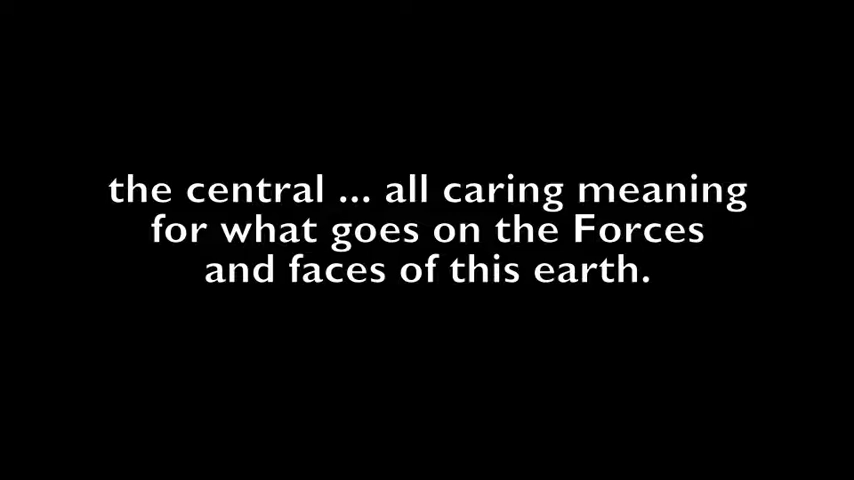 the central ... all caring meaning
for what goes on the Forces
and faces of this earth.